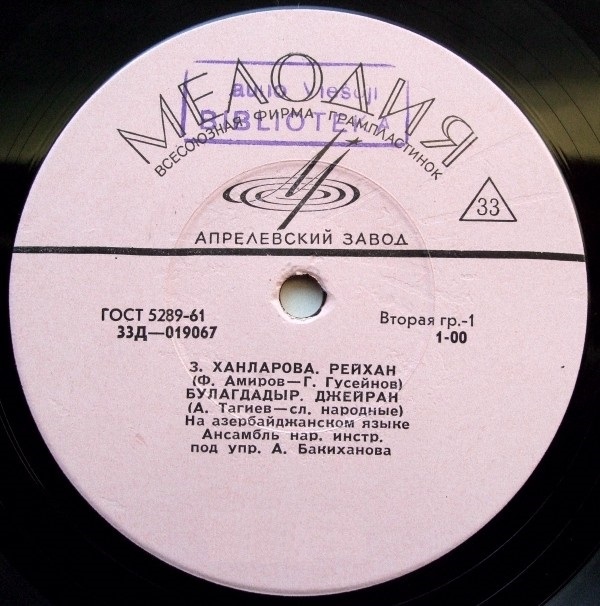 МЕЛОДИЯ
ВСЕСОЮЗНАЯ ФИРМА ГРАМПЛАСТИНОК
viešoji
BIBLIOTEKA
33
АПРЕЛЕВСКИЙ ЗАВОД
ГОСТ 5289-61
33Д—019067
Вторая гр.-1
1-00
З. ХАНЛАРОВА. РЕЙХАН
(Ф. Амиров—Г. Гусейнов)
БУЛАГДАДЫР. ДЖЕЙРАН
(А. Тагиев—сл. народные)
На азербайджанском языке
Ансамбль нар. инстр.
под упр. А. Бакиханова